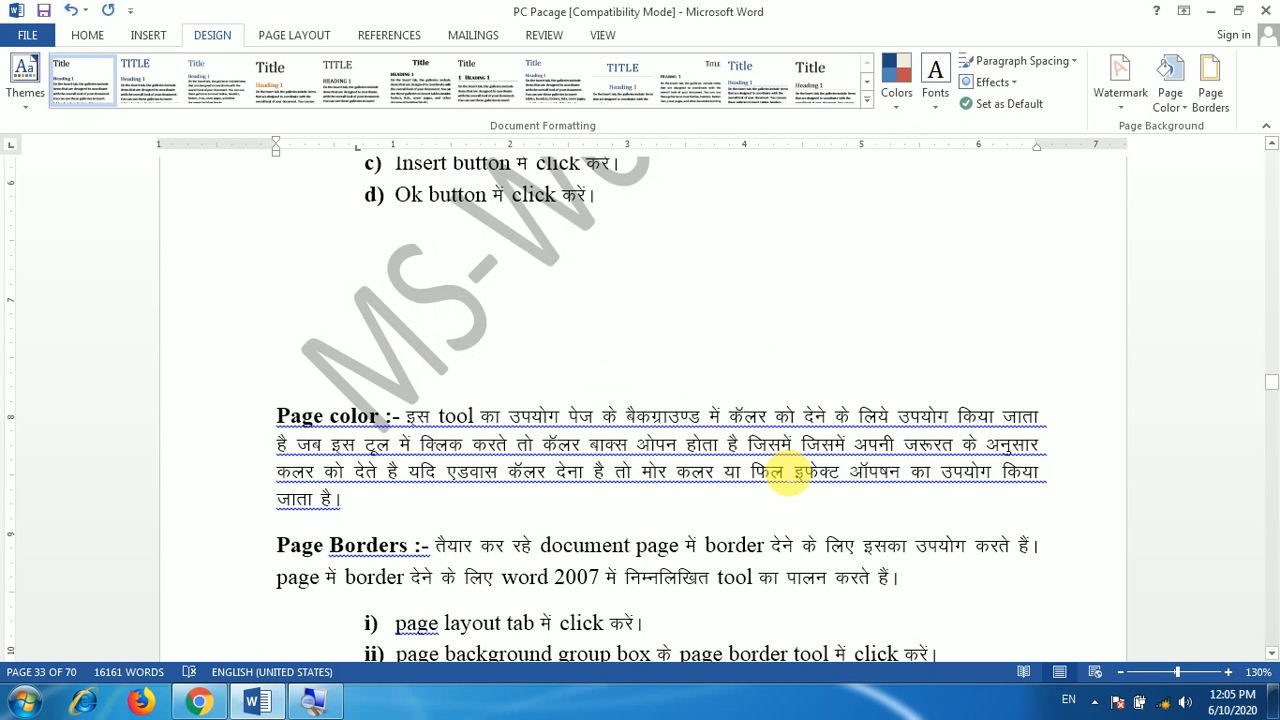 PC Pacage [Compatibility Mode] - Microsoft Word
Sign in
FILE HOME INSERT DESIGN PAGE LAYOUT REFERENCES MAILINGS REVIEW VIEW
Themes
Colors
Fonts
Paragraph Spacing
Effects
Set as Default
Watermark
Page Color
Page Borders
Document Formatting
Page Background
c) Insert button में click करें।
d) Ok button में click करें।
MS-Wo
Page color :- इस tool का उपयोग पेज के बैकग्राउण्ड में कॅलर को देने के लिये उपयोग किया जाता
है जब इस टूल में क्लिक करते तो कॅलर बाक्स ओपन होता है जिसमें जिसमें अपनी जरूरत के अनुसार
कलर को देते है यदि एडवास कॅलर देना है तो मोर कलर या फिल इफेक्ट ऑपषन का उपयोग किया
जाता है।
Page Borders :- तैयार कर रहे document page में border देने के लिए इसका उपयोग करते हैं।
page में border देने के लिए word 2007 में निम्नलिखित tool का पालन करते हैं।
i) page layout tab में click करें।
ii) page background group box के page border tool में click करें।
PAGE 33 OF 70 16161 WORDS ENGLISH (UNITED STATES) 130%
EN
12:05 PM
6/10/2020